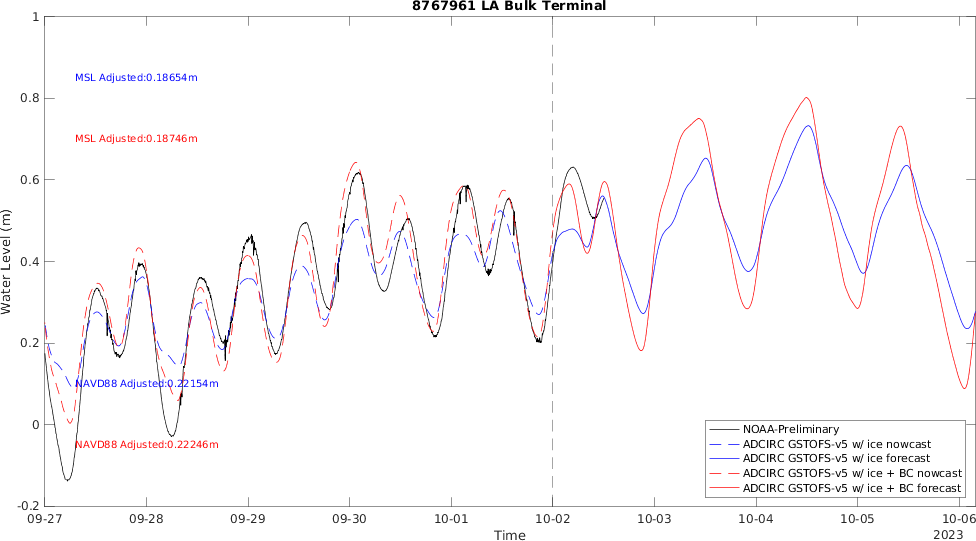 8767961 LA Bulk Terminal
1
0.8
0.6
0.4
0.2
0
-0.2
Water Level (m)
MSL Adjusted:0.18654m
MSL Adjusted:0.18746m
NAVD88 Adjusted:0.22154m
NAVD88 Adjusted:0.22246m
NOAA-Preliminary
ADCIRC GSTOFS-v5 w/ ice nowcast
ADCIRC GSTOFS-v5 w/ ice forecast
ADCIRC GSTOFS-v5 w/ ice + BC nowcast
ADCIRC GSTOFS-v5 w/ ice + BC forecast
09-27 09-28 09-29 09-30 10-01 10-02 10-03 10-04 10-05 10-06
2023
Time